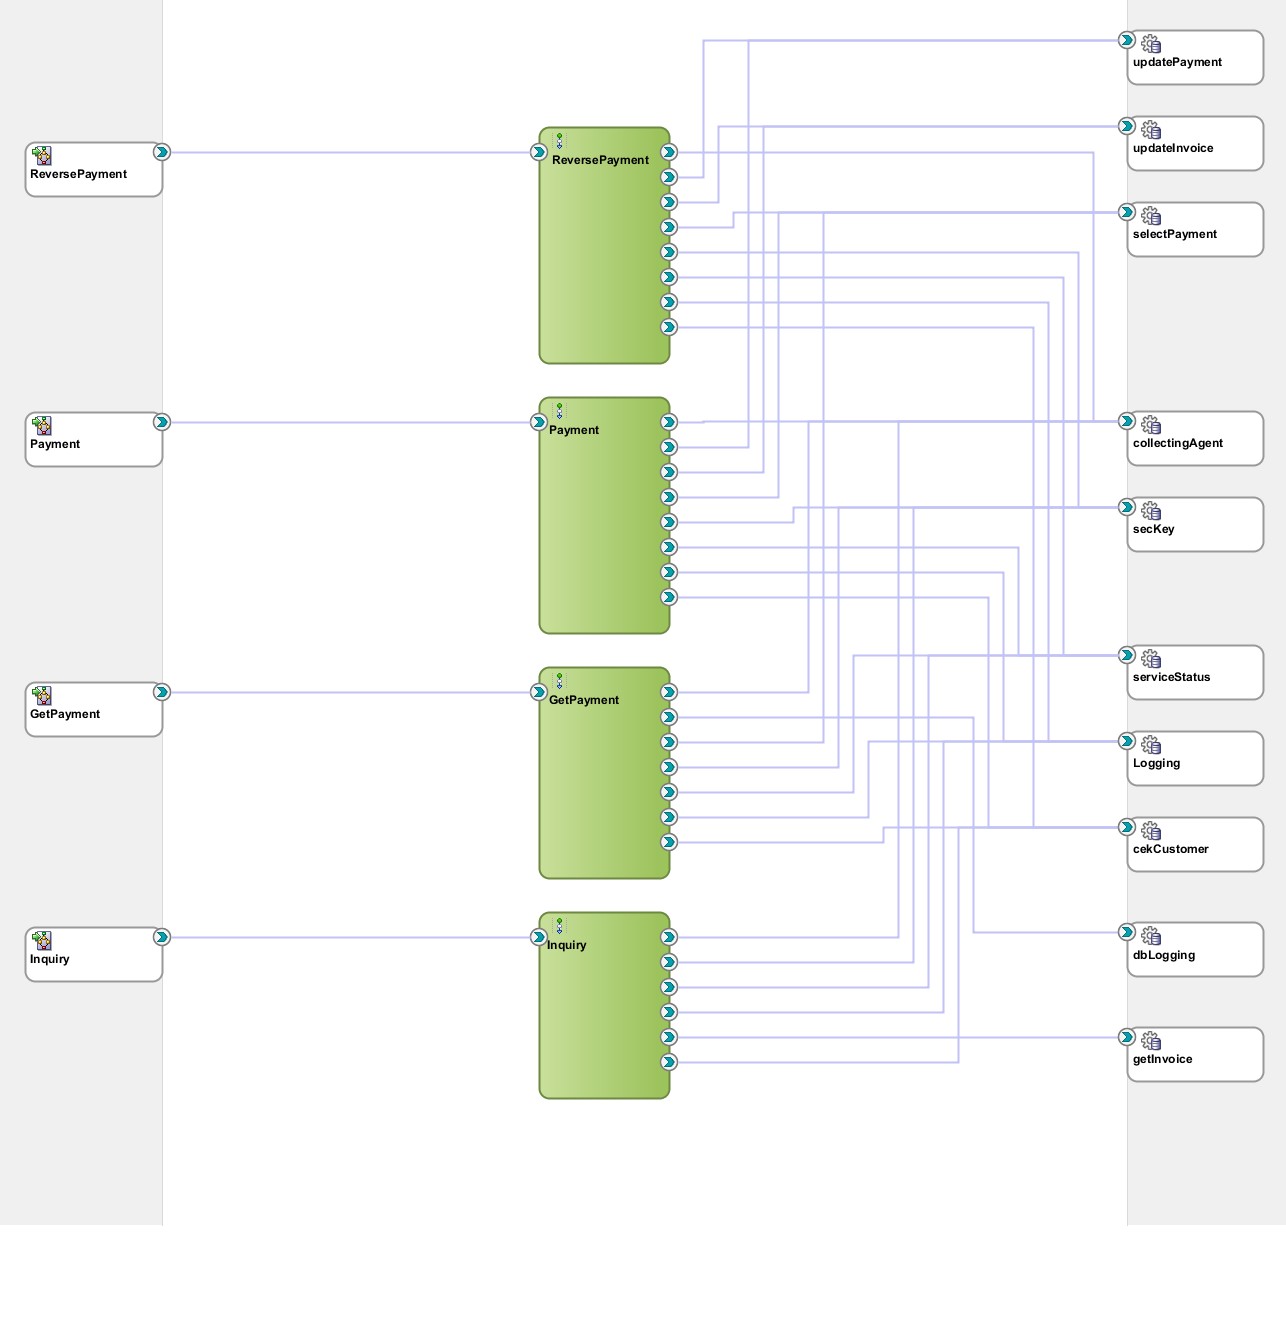 updatePayment
updateInvoice
ReversePayment
ReversePayment
selectPayment
Payment
Payment
collectingAgent
secKey
serviceStatus
GetPayment
GetPayment
Logging
cekCustomer
Inquiry
Inquiry
dbLogging
getInvoice